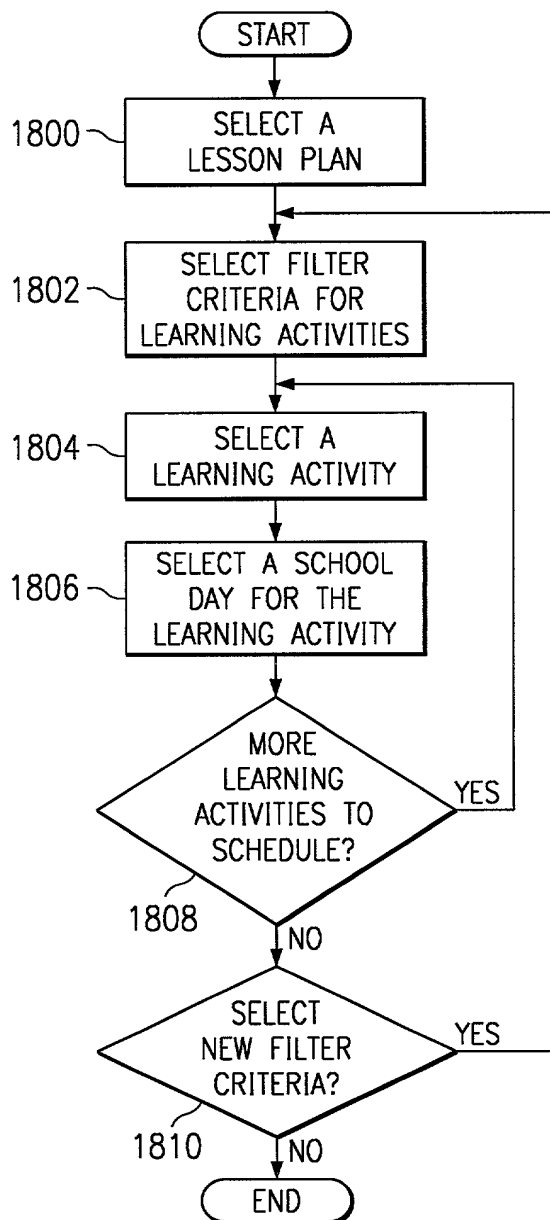 START
1800
SELECT A
LESSON PLAN
1802
SELECT FILTER
CRITERIA FOR
LEARNING ACTIVITIES
1804
SELECT A
LEARNING ACTIVITY
1806
SELECT A SCHOOL
DAY FOR THE
LEARNING ACTIVITY
MORE
LEARNING
ACTIVITIES TO
SCHEDULE?
YES
1808
NO
SELECT
NEW FILTER
CRITERIA?
YES
1810
NO
END